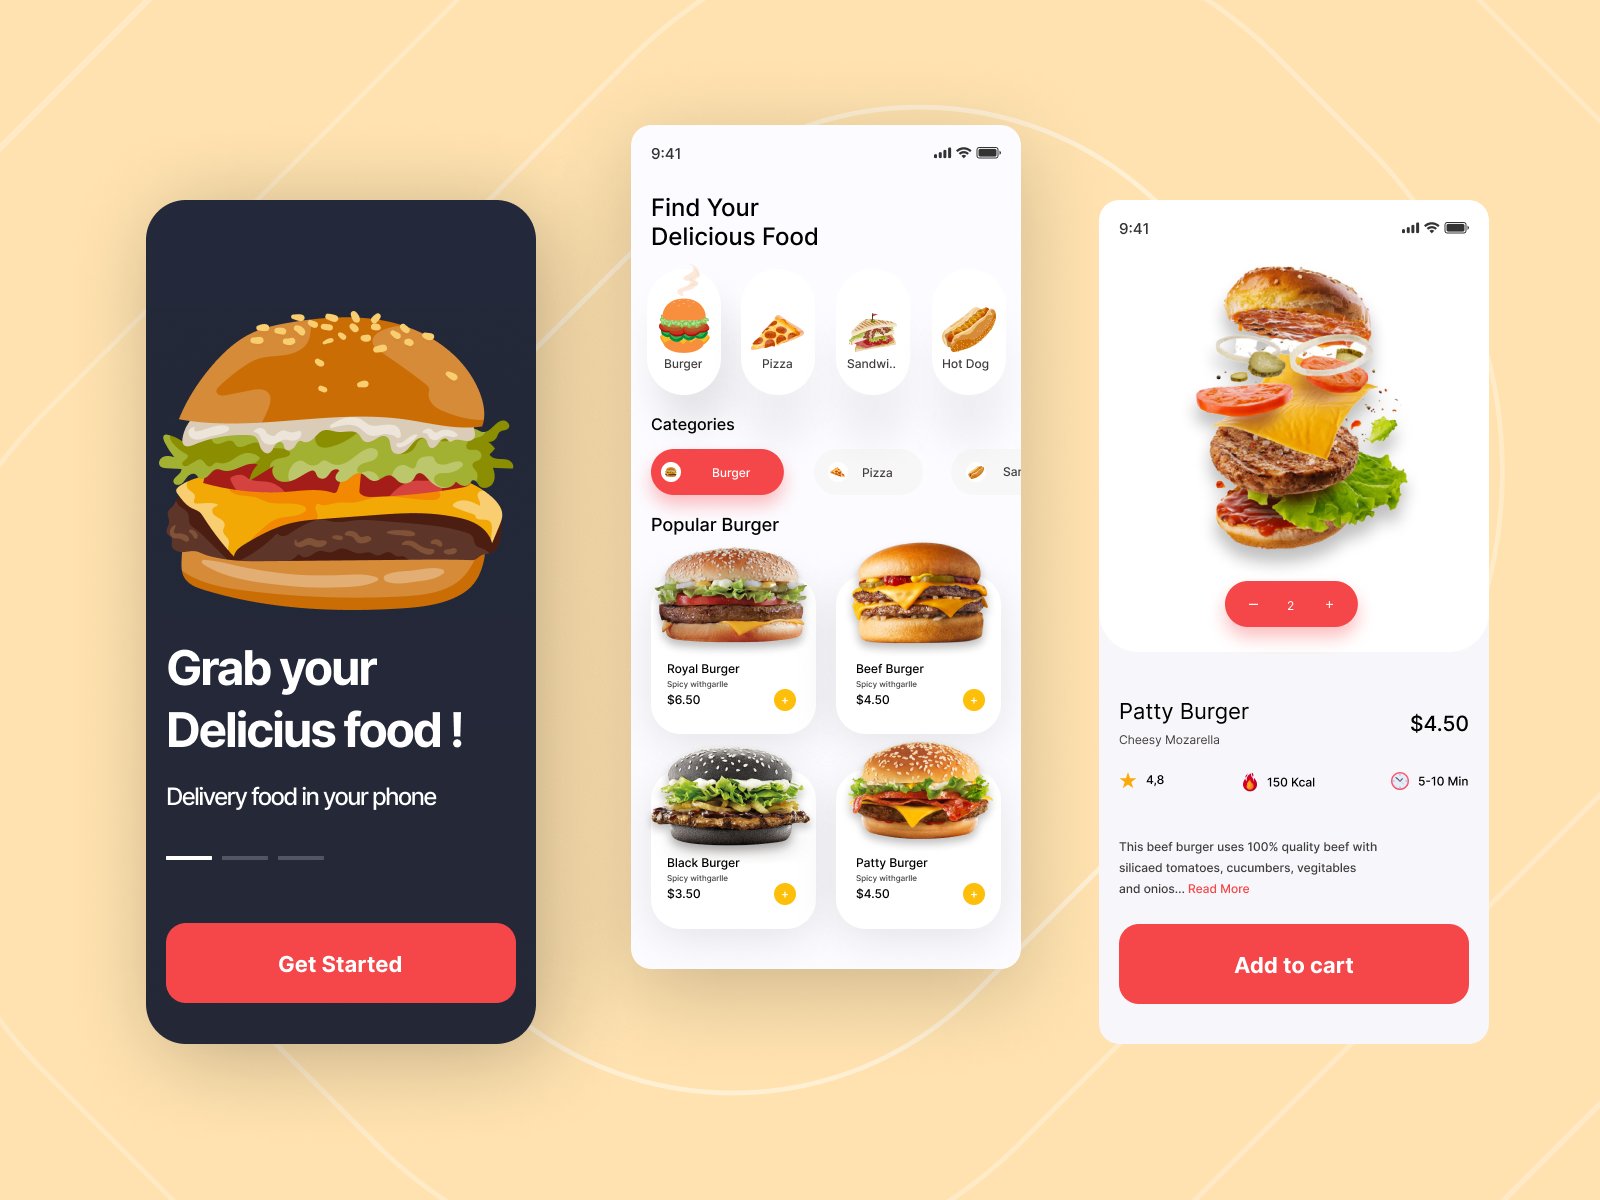 Grab your
Delicius food !
Delivery food in your phone
Get Started
9:41
Find Your
Delicious Food
Burger
Pizza
Sandwi..
Hot Dog
Categories
Burger
Pizza
San
Popular Burger
Royal Burger
Spicy withgarlle
$6.50
+
Beef Burger
Spicy withgarlle
$4.50
+
Black Burger
Spicy withgarlle
$3.50
+
Patty Burger
Spicy withgarlle
$4.50
+
9:41
− 2 +
Patty Burger
$4.50
Cheesy Mozarella
4,8
150 Kcal
5-10 Min
This beef burger uses 100% quality beef with
silicaed tomatoes, cucumbers, vegitables
and onios... Read More
Add to cart